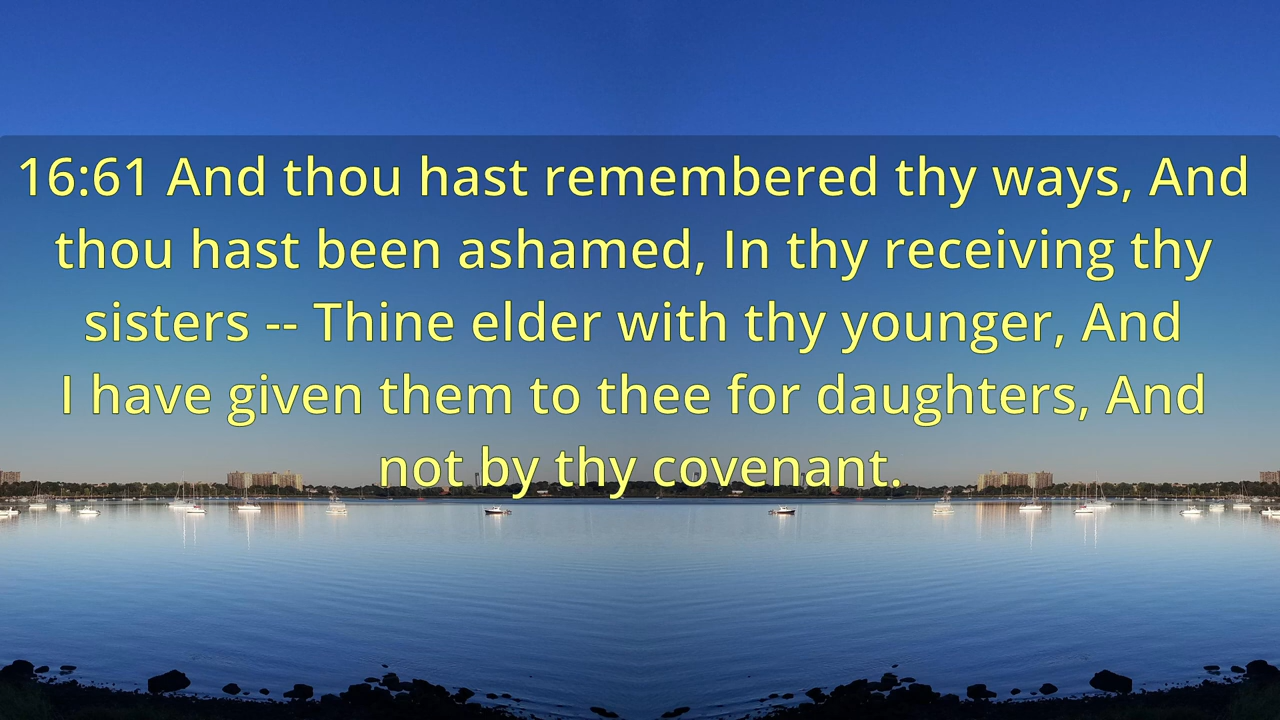 16:61 And thou hast remembered thy ways, And
thou hast been ashamed, In thy receiving thy
sisters -- Thine elder with thy younger, And
I have given them to thee for daughters, And
not by thy covenant.